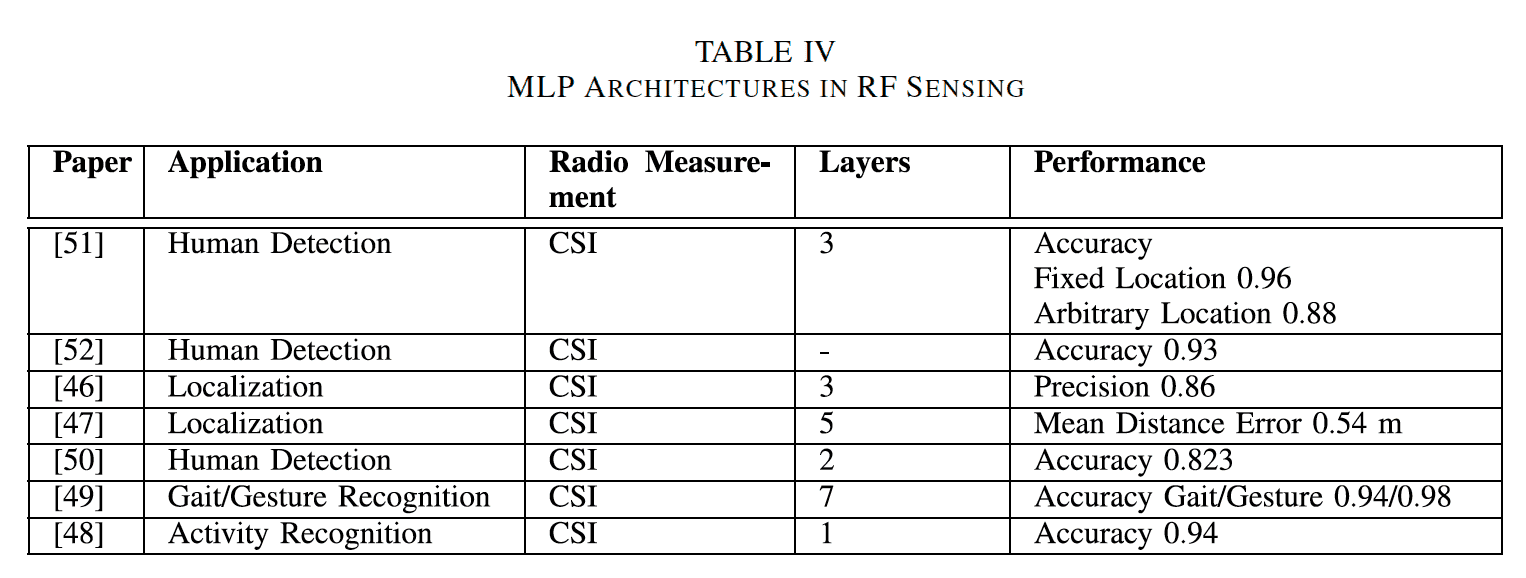 TABLE IV
MLP ARCHITECTURES IN RF SENSING
Paper Application Radio Measure- Layers Performance
ment
[51] Human Detection CSI 3 Accuracy
Fixed Location 0.96
Arbitrary Location 0.88
[52] Human Detection CSI - Accuracy 0.93
[46] Localization CSI 3 Precision 0.86
[47] Localization CSI 5 Mean Distance Error 0.54 m
[50] Human Detection CSI 2 Accuracy 0.823
[49] Gait/Gesture Recognition CSI 7 Accuracy Gait/Gesture 0.94/0.98
[48] Activity Recognition CSI 1 Accuracy 0.94